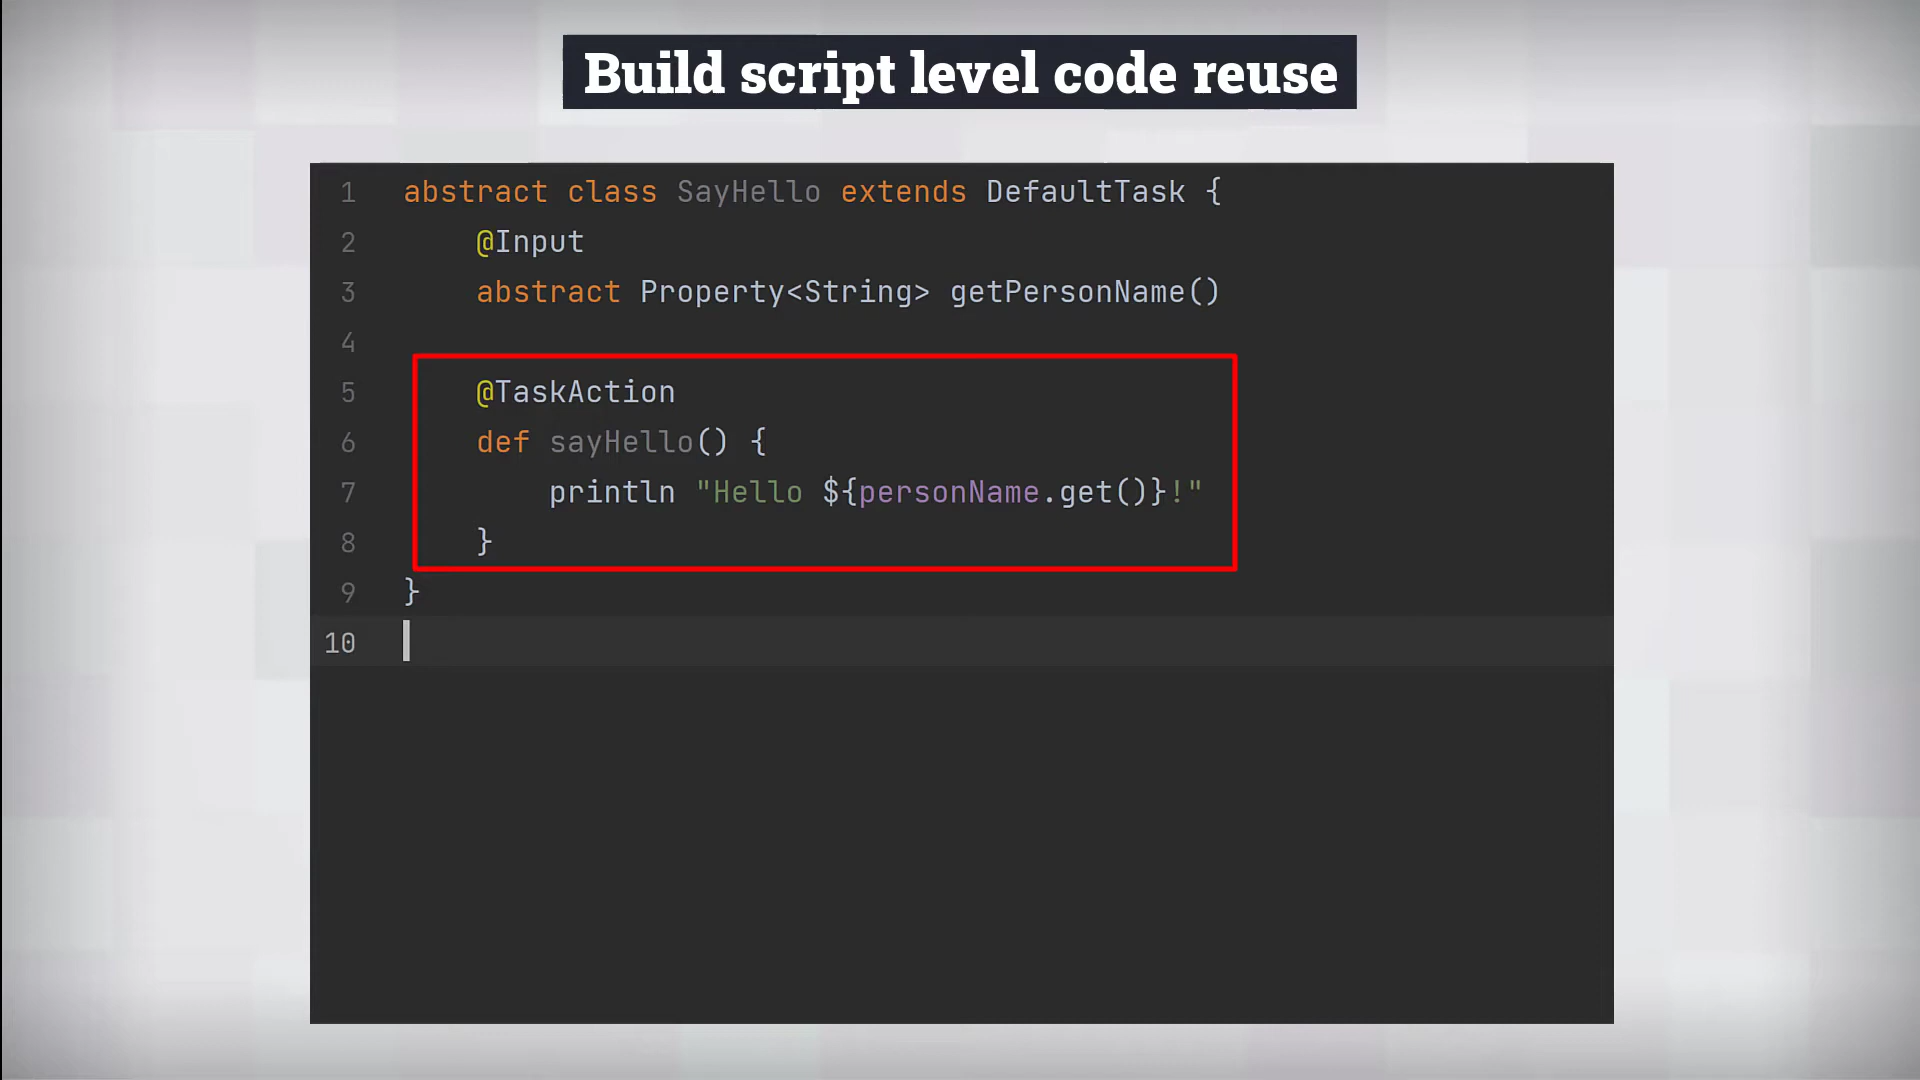 Build script level code reuse
1 abstract class SayHello extends DefaultTask {
2 @Input
3 abstract Property<String> getPersonName()
4
5 @TaskAction
6 def sayHello() {
7 println "Hello ${personName.get()}!"
8 }
9 }
10